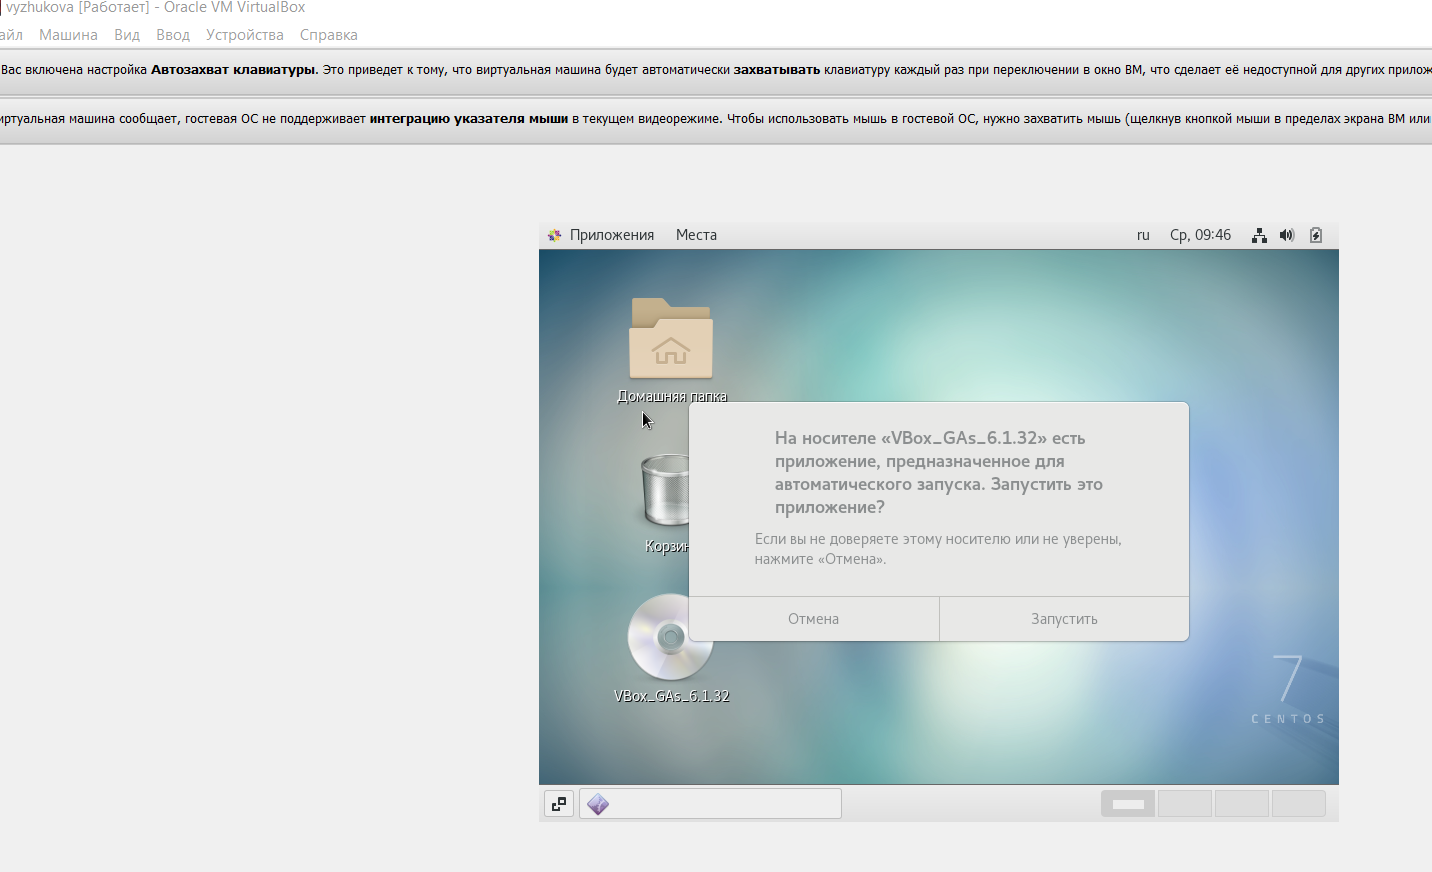 vyzhukova [Работает] - Oracle VM VirtualBox
айл Машина Вид Ввод Устройства Справка
Вас включена настройка Автозахват клавиатуры. Это приведет к тому, что виртуальная машина будет автоматически захватывать клавиатуру каждый раз при переключении в окно ВМ, что сделает её недоступной для других прилож
иртуальная машина сообщает, гостевая ОС не поддерживает интеграцию указателя мыши в текущем видеорежиме. Чтобы использовать мышь в гостевой ОС, нужно захватить мышь (щелкнув кнопкой мыши в пределах экрана ВМ или
Приложения Места ru Ср, 09:46
Домашняя папка
На носителе «VBox_GAs_6.1.32» есть
приложение, предназначенное для
автоматического запуска. Запустить это
приложение?
Корзин
Если вы не доверяете этому носителю или не уверены,
нажмите «Отмена».
Отмена Запустить
VBox_GAs_6.1.32
7
CENTOS